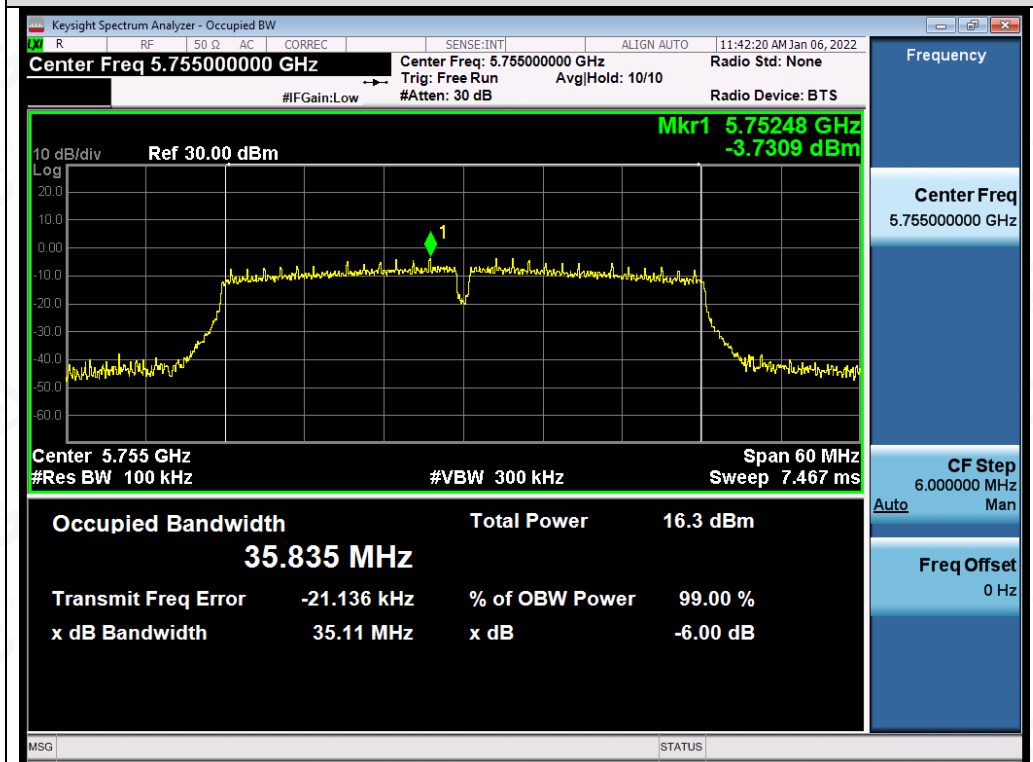 Keysight Spectrum Analyzer - Occupied BW
LXI R RF 50 Ω AC CORREC SENSE:INT ALIGN AUTO 11:42:20 AM Jan 06, 2022
Center Freq 5.755000000 GHz
Center Freq: 5.755000000 GHz
Radio Std: None
Trig: Free Run Avg|Hold: 10/10
#IFGain:Low
#Atten: 30 dB
Radio Device: BTS
Mkr1 5.75248 GHz
-3.7309 dBm
10 dB/div Ref 30.00 dBm
Log
20.0
10.0
0.00
-10.0
-20.0
-30.0
-40.0
-50.0
-60.0
1
Center 5.755 GHz
Span 60 MHz
#Res BW 100 kHz
#VBW 300 kHz
Sweep 7.467 ms
Occupied Bandwidth
Total Power 16.3 dBm
35.835 MHz
Transmit Freq Error -21.136 kHz
% of OBW Power 99.00 %
x dB Bandwidth 35.11 MHz
x dB -6.00 dB
Frequency
Center Freq
5.755000000 GHz
CF Step
6.000000 MHz
Auto Man
Freq Offset
0 Hz
MSG
STATUS